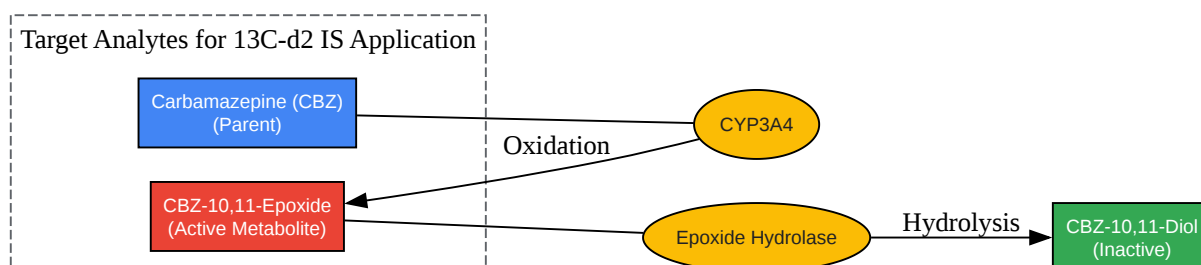 Target Analytes for 13C-d2 IS Application
Carbamazepine (CBZ)
(Parent)
CYP3A4
Oxidation
CBZ-10,11-Epoxide
(Active Metabolite)
Epoxide Hydrolase
Hydrolysis
CBZ-10,11-Diol
(Inactive)